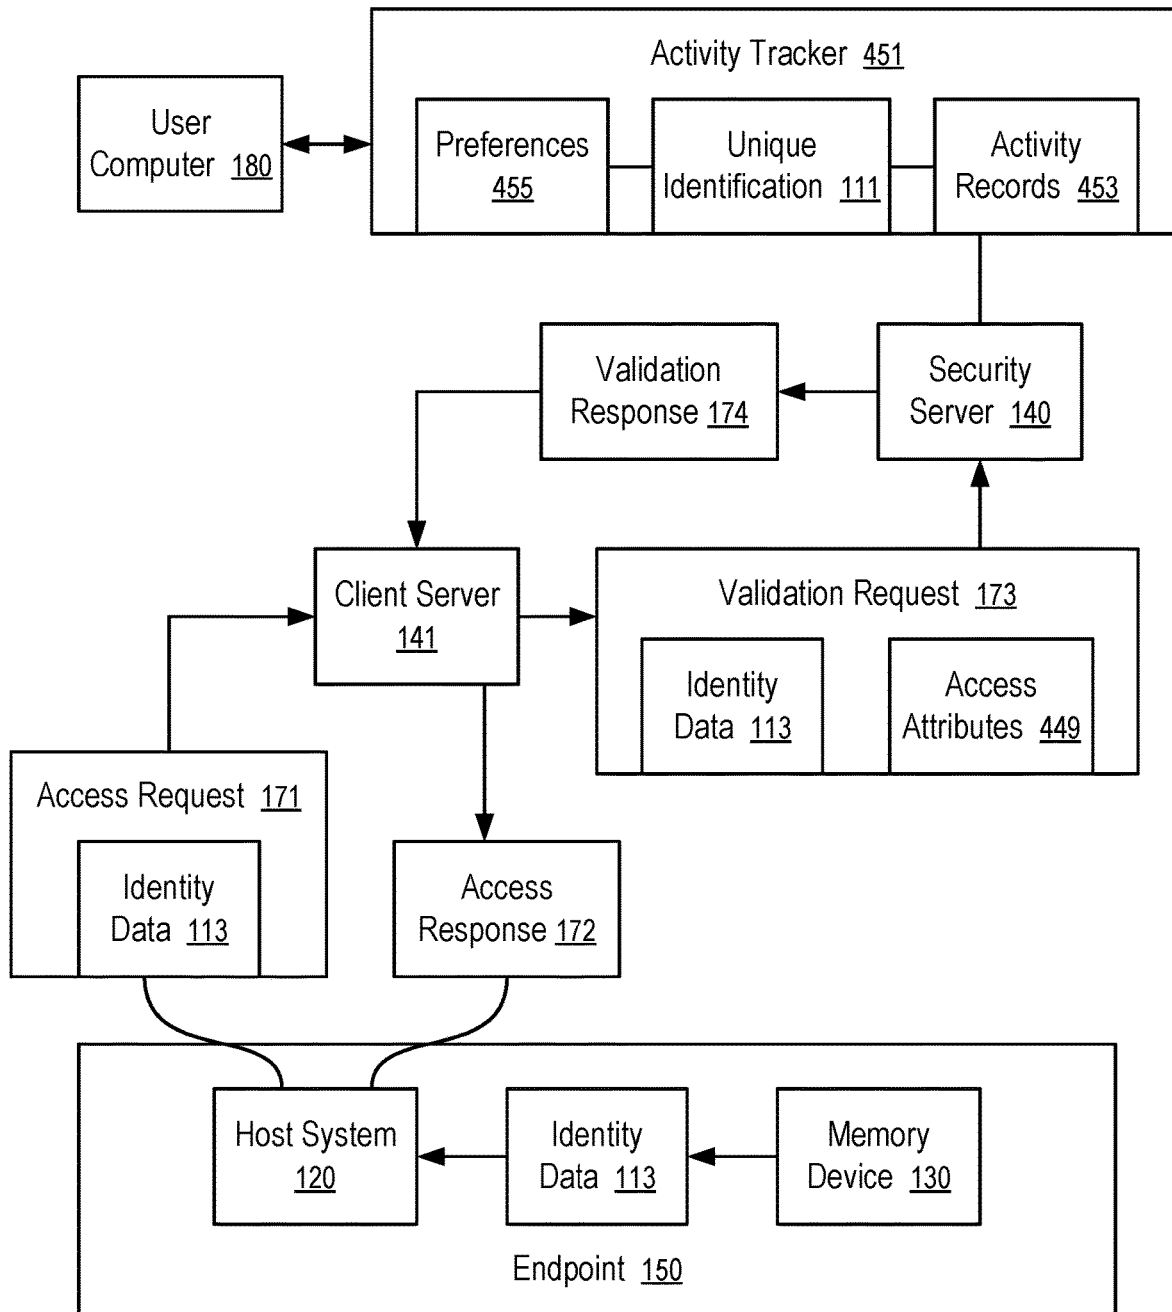 Activity Tracker 451
User
Computer 180
Preferences
455
Unique
Identification 111
Activity
Records 453
Validation
Response 174
Security
Server 140
Client Server
141
Validation Request 173
Identity
Data 113
Access
Attributes 449
Access Request 171
Identity
Data 113
Access
Response 172
Host System
120
Identity
Data 113
Memory
Device 130
Endpoint 150